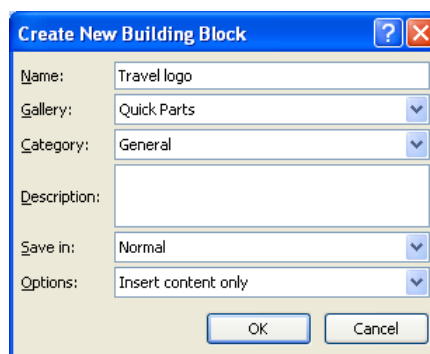 Create New Building Block
Name: Travel logo
Gallery: Quick Parts
Category: General
Description:
Save in: Normal
Options: Insert content only
OK Cancel